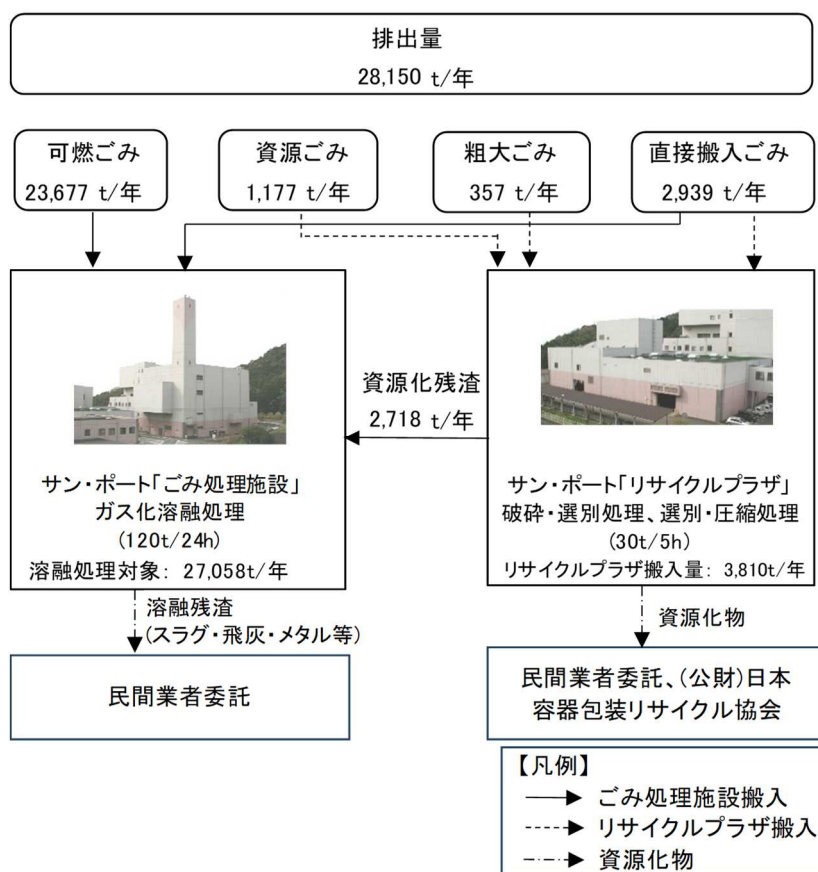 排出量
28,150 t/年
可燃ごみ
23,677 t/年
資源ごみ
1,177 t/年
粗大ごみ
357 t/年
直接搬入ごみ
2,939 t/年
資源化残渣
2,718 t/年
サン・ポート「ごみ処理施設」
ガス化溶融処理
(120t/24h)
溶融処理対象: 27,058t/年
サン・ポート「リサイクルプラザ」
破砕・選別処理、選別・圧縮処理
(30t/5h)
リサイクルプラザ搬入量: 3,810t/年
溶融残渣
(スラグ・飛灰・メタル等)
資源化物
民間業者委託
民間業者委託、(公財)日本
容器包装リサイクル協会
【凡例】
ごみ処理施設搬入
リサイクルプラザ搬入
資源化物